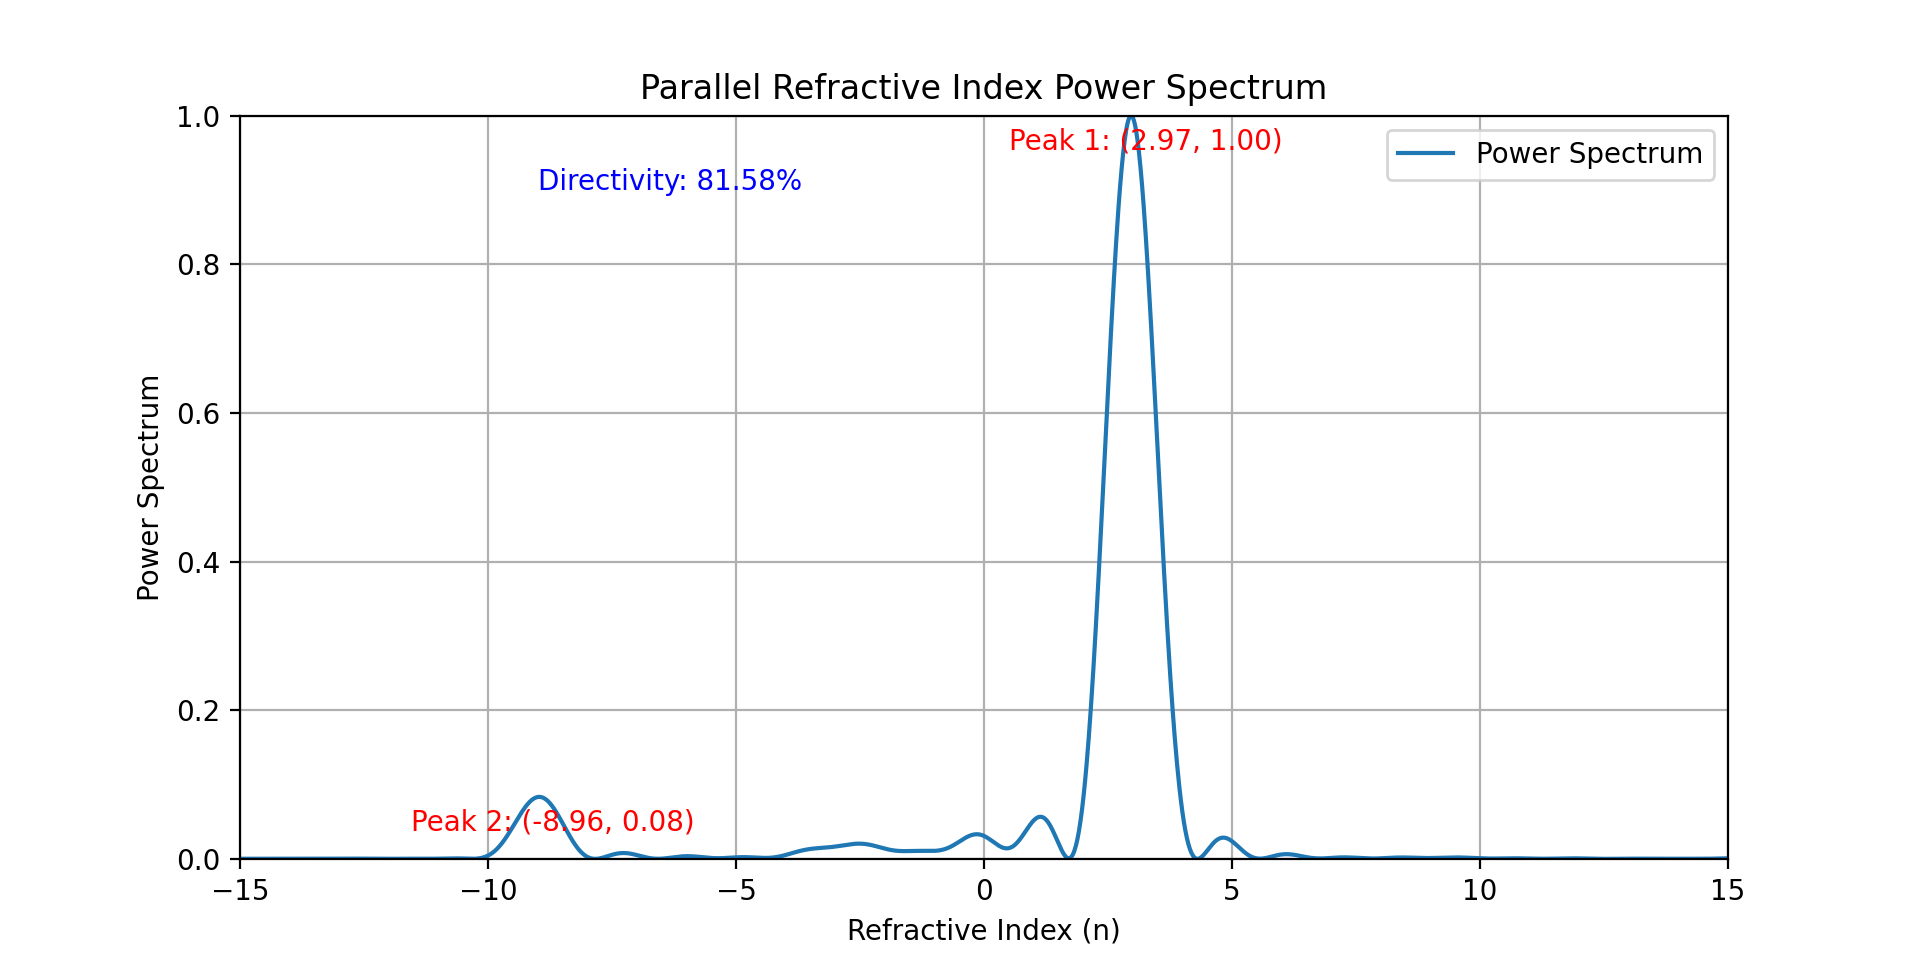 Parallel Refractive Index Power Spectrum
1.0
Peak 1: (2.97, 1.00)
Power Spectrum
Directivity: 81.58%
0.8
0.6
Power Spectrum
0.4
0.2
Peak 2: (-8.96, 0.08)
0.0
−15 −10 −5 0 5 10 15
Refractive Index (n)